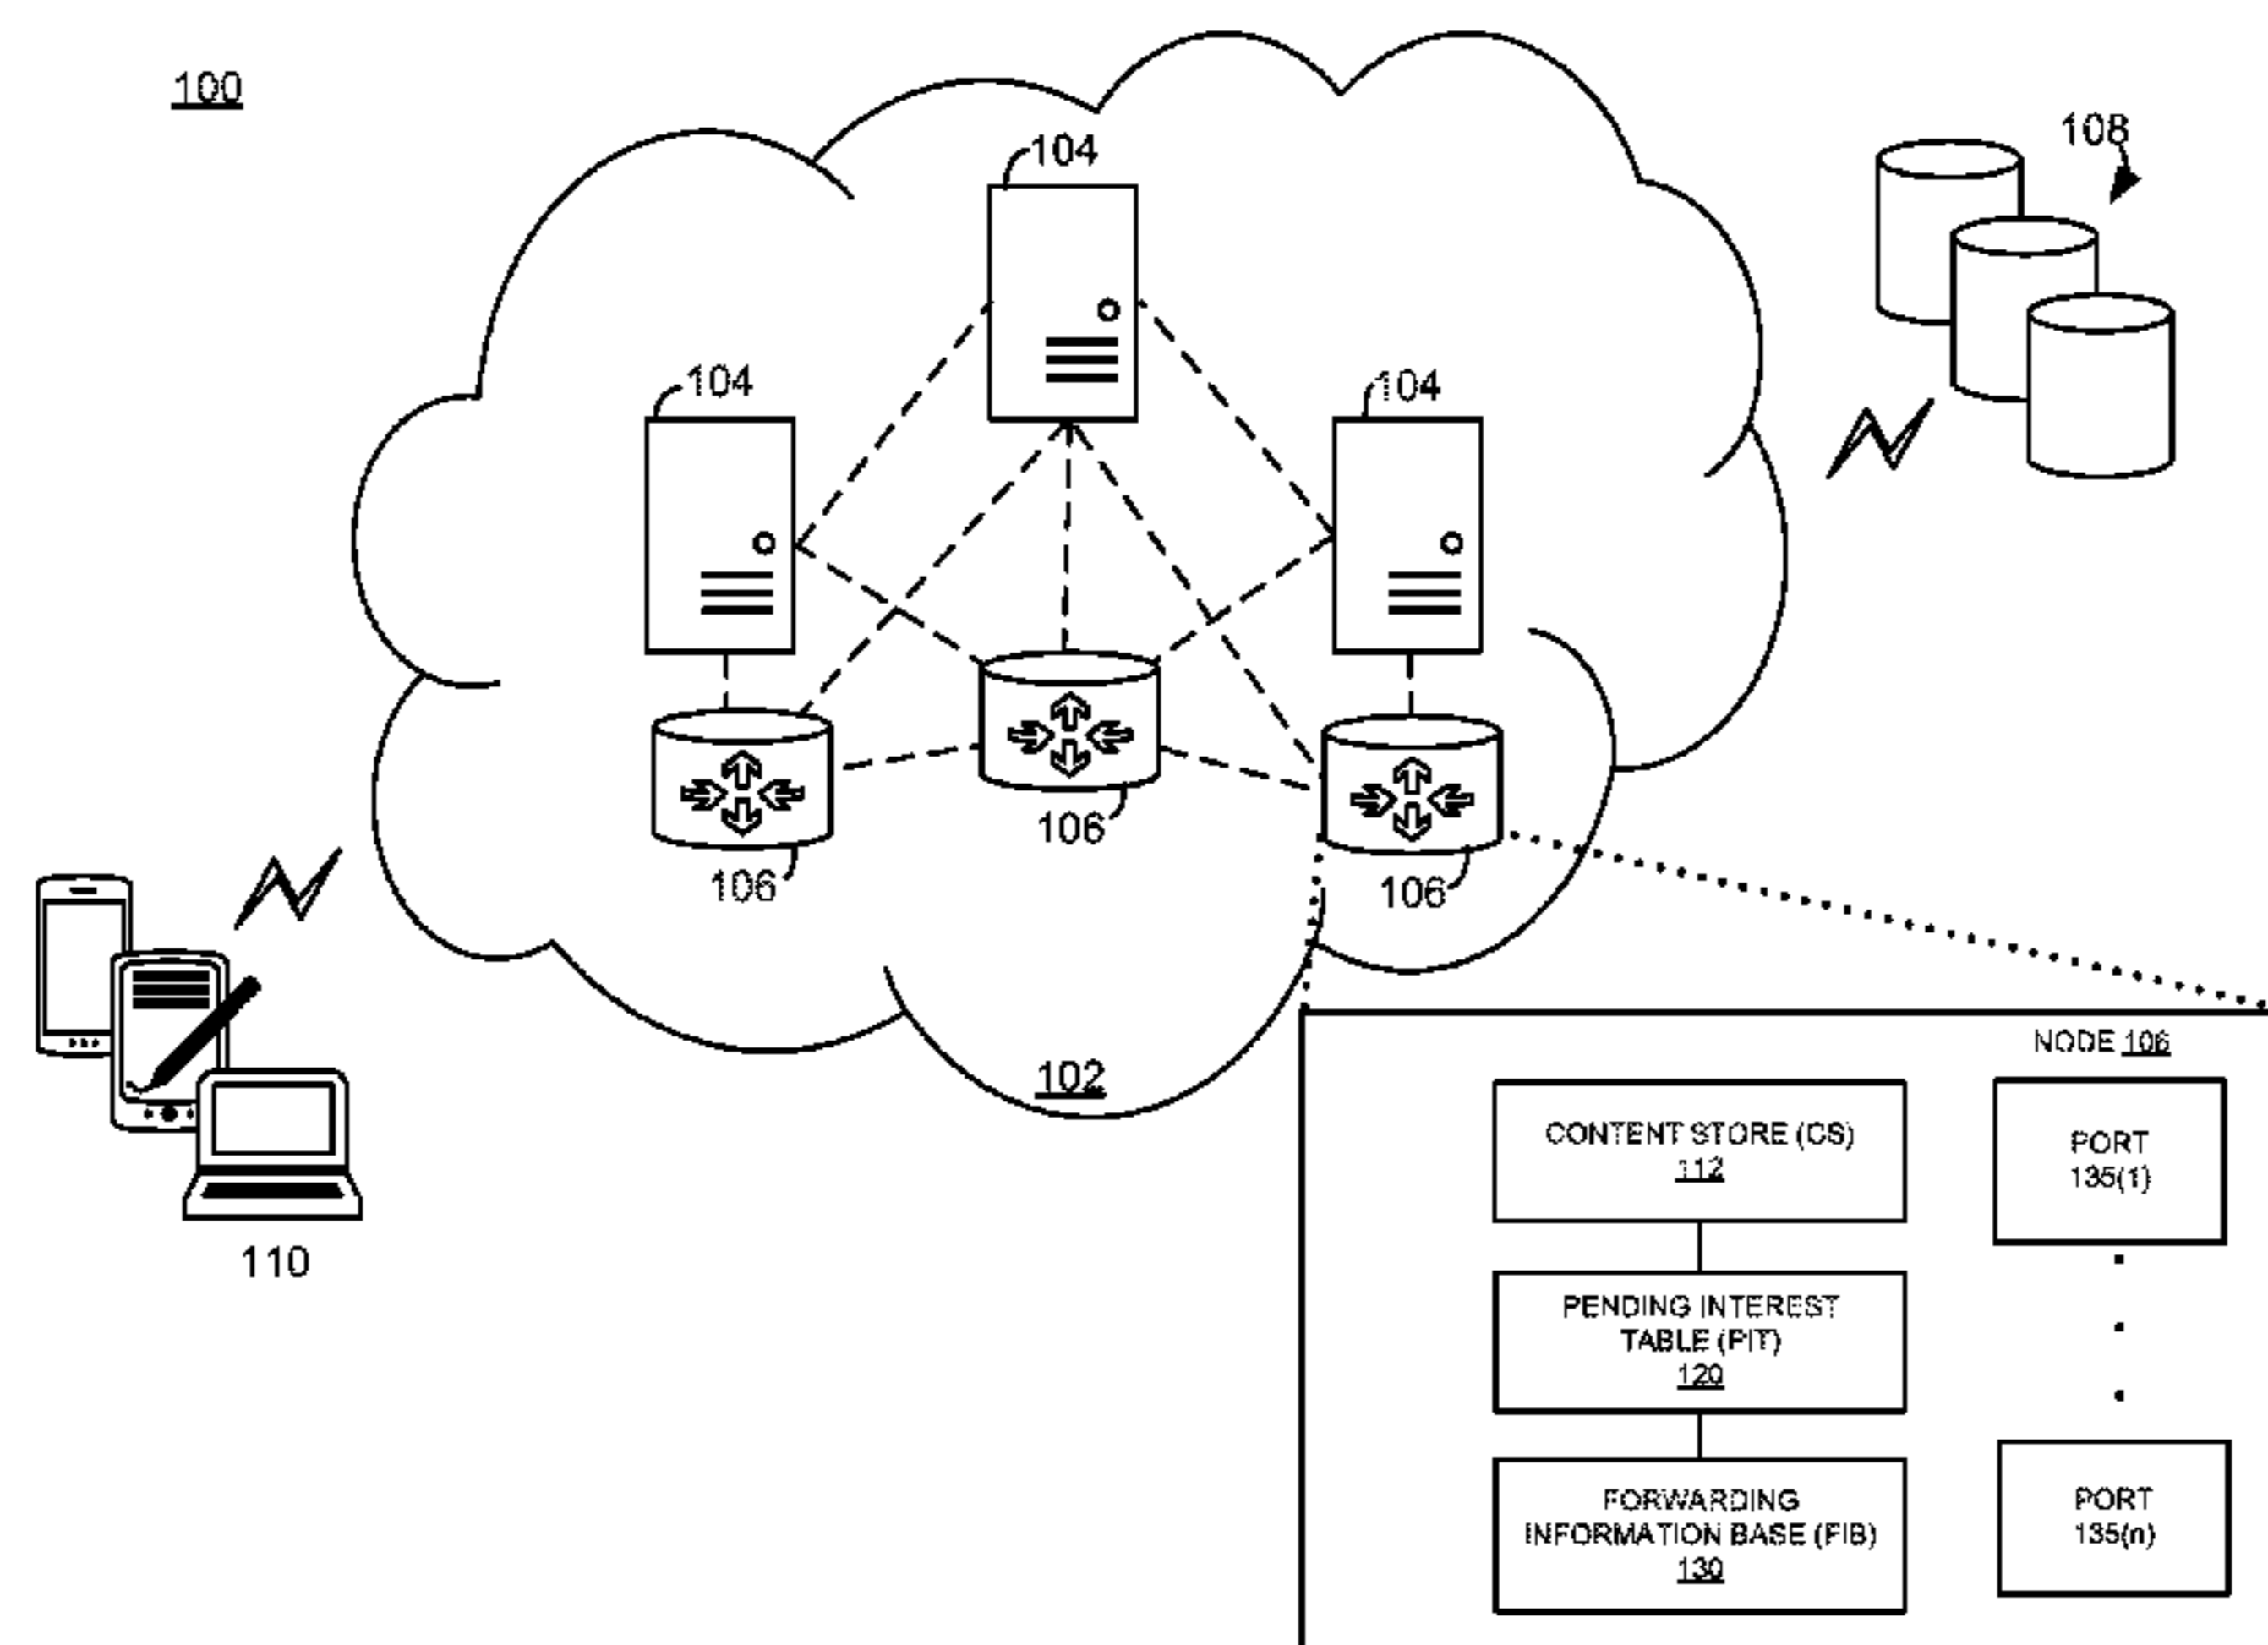 100
104
108
104
104
106
106
106
102
110
NODE 106
CONTENT STORE (CS)
112
PORT
135(1)
PENDING INTEREST
TABLE (PIT)
120
FORWARDING
INFORMATION BASE (FIB)
130
PORT
135(n)